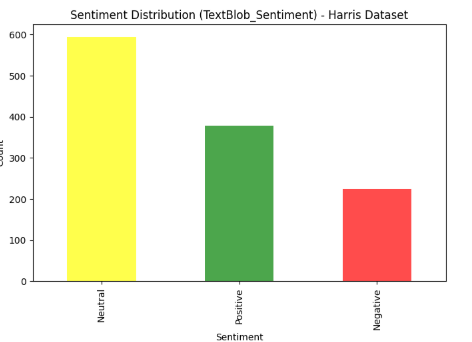 Sentiment Distribution (TextBlob_Sentiment) - Harris Dataset
Count
600
500
400
300
200
100
0
Neutral
Positive
Negative
Sentiment